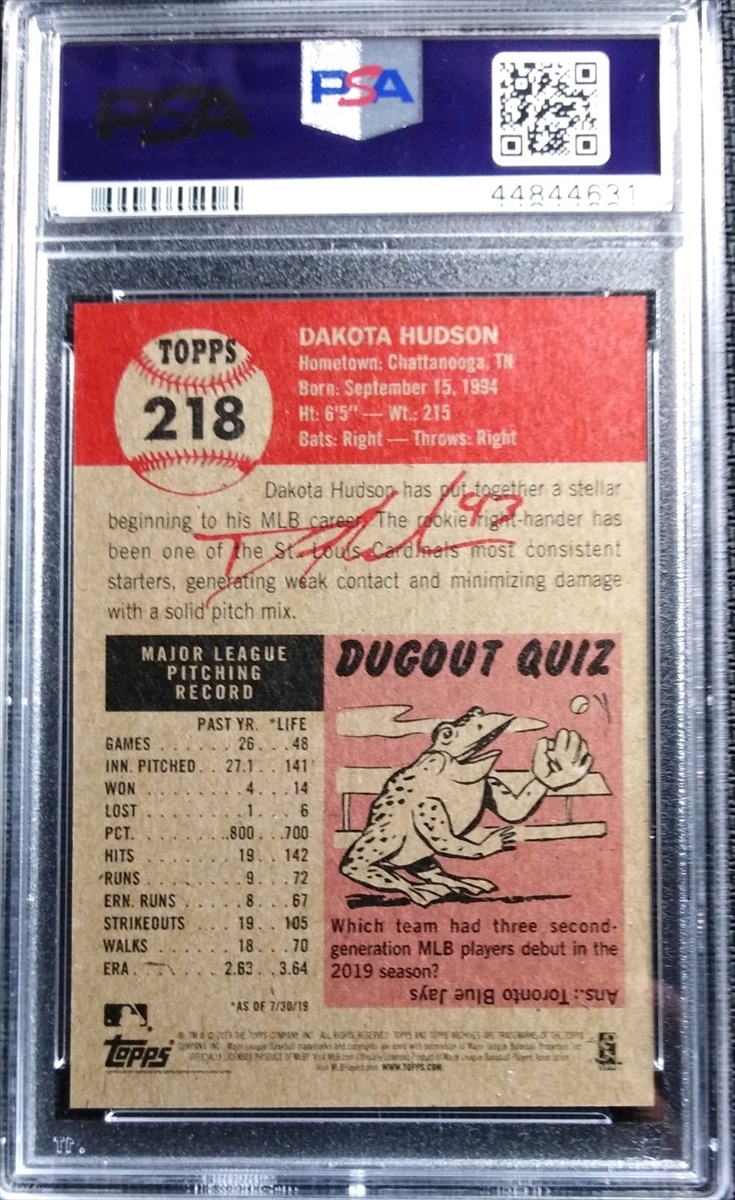 PSA
PSA
44844631
TOPPS
218
DAKOTA HUDSON
Hometown: Chattanooga, TN
Born: September 15, 1994
Ht: 6'5" — Wt.: 215
Bats: Right — Throws: Right
Dakota Hudson has put together a stellar
beginning to his MLB career. The rookie right-hander has
been one of the St. Louis Cardinals most consistent
starters, generating weak contact and minimizing damage
with a solid pitch mix.
MAJOR LEAGUE
PITCHING
RECORD
PAST YR. *LIFE
GAMES . . . . . . . 26 . . . 48
INN. PITCHED . . 27.1 . . 141
WON . . . . . . . . . 4 . . . 14
LOST . . . . . . . . . 1 . . . 6
PCT. . . . . . . . . .800 . . .700
HITS . . . . . . . . 19 . . 142
RUNS . . . . . . . . . 9 . . . 72
ERN. RUNS . . . . . 8 . . . 67
STRIKEOUTS . . . 19 . . 105
WALKS . . . . . . . 18 . . . 70
ERA . . . . . . . . 2.63 . . 3.64
*AS OF 7/30/19
DUGOUT QUIZ
Which team had three second-
generation MLB players debut in the
2019 season?
Ans.: Toronto Blue Jays
topps
WWW.TOPPS.COM